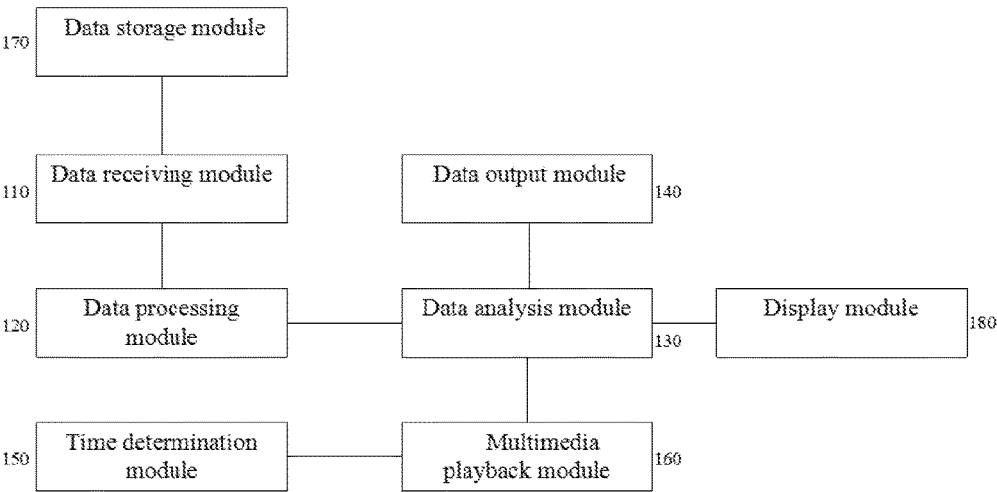 170
Data storage module
110
Data receiving module
Data output module
140
120
Data processing
module
Data analysis module
130
Display module
180
150
Time determination
module
Multimedia
playback module
160